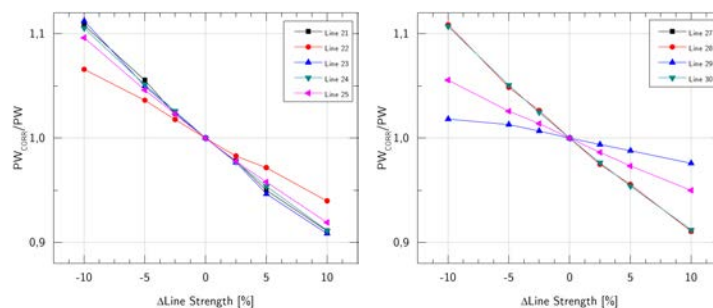 1,1
1,0
0,9
PW_CORR/PW
-10 -5 0 5 10
ΔLine Strength [%]
Line 21
Line 22
Line 23
Line 24
Line 25
1,1
1,0
0,9
PW_CORR/PW
-10 -5 0 5 10
ΔLine Strength [%]
Line 27
Line 28
Line 29
Line 30